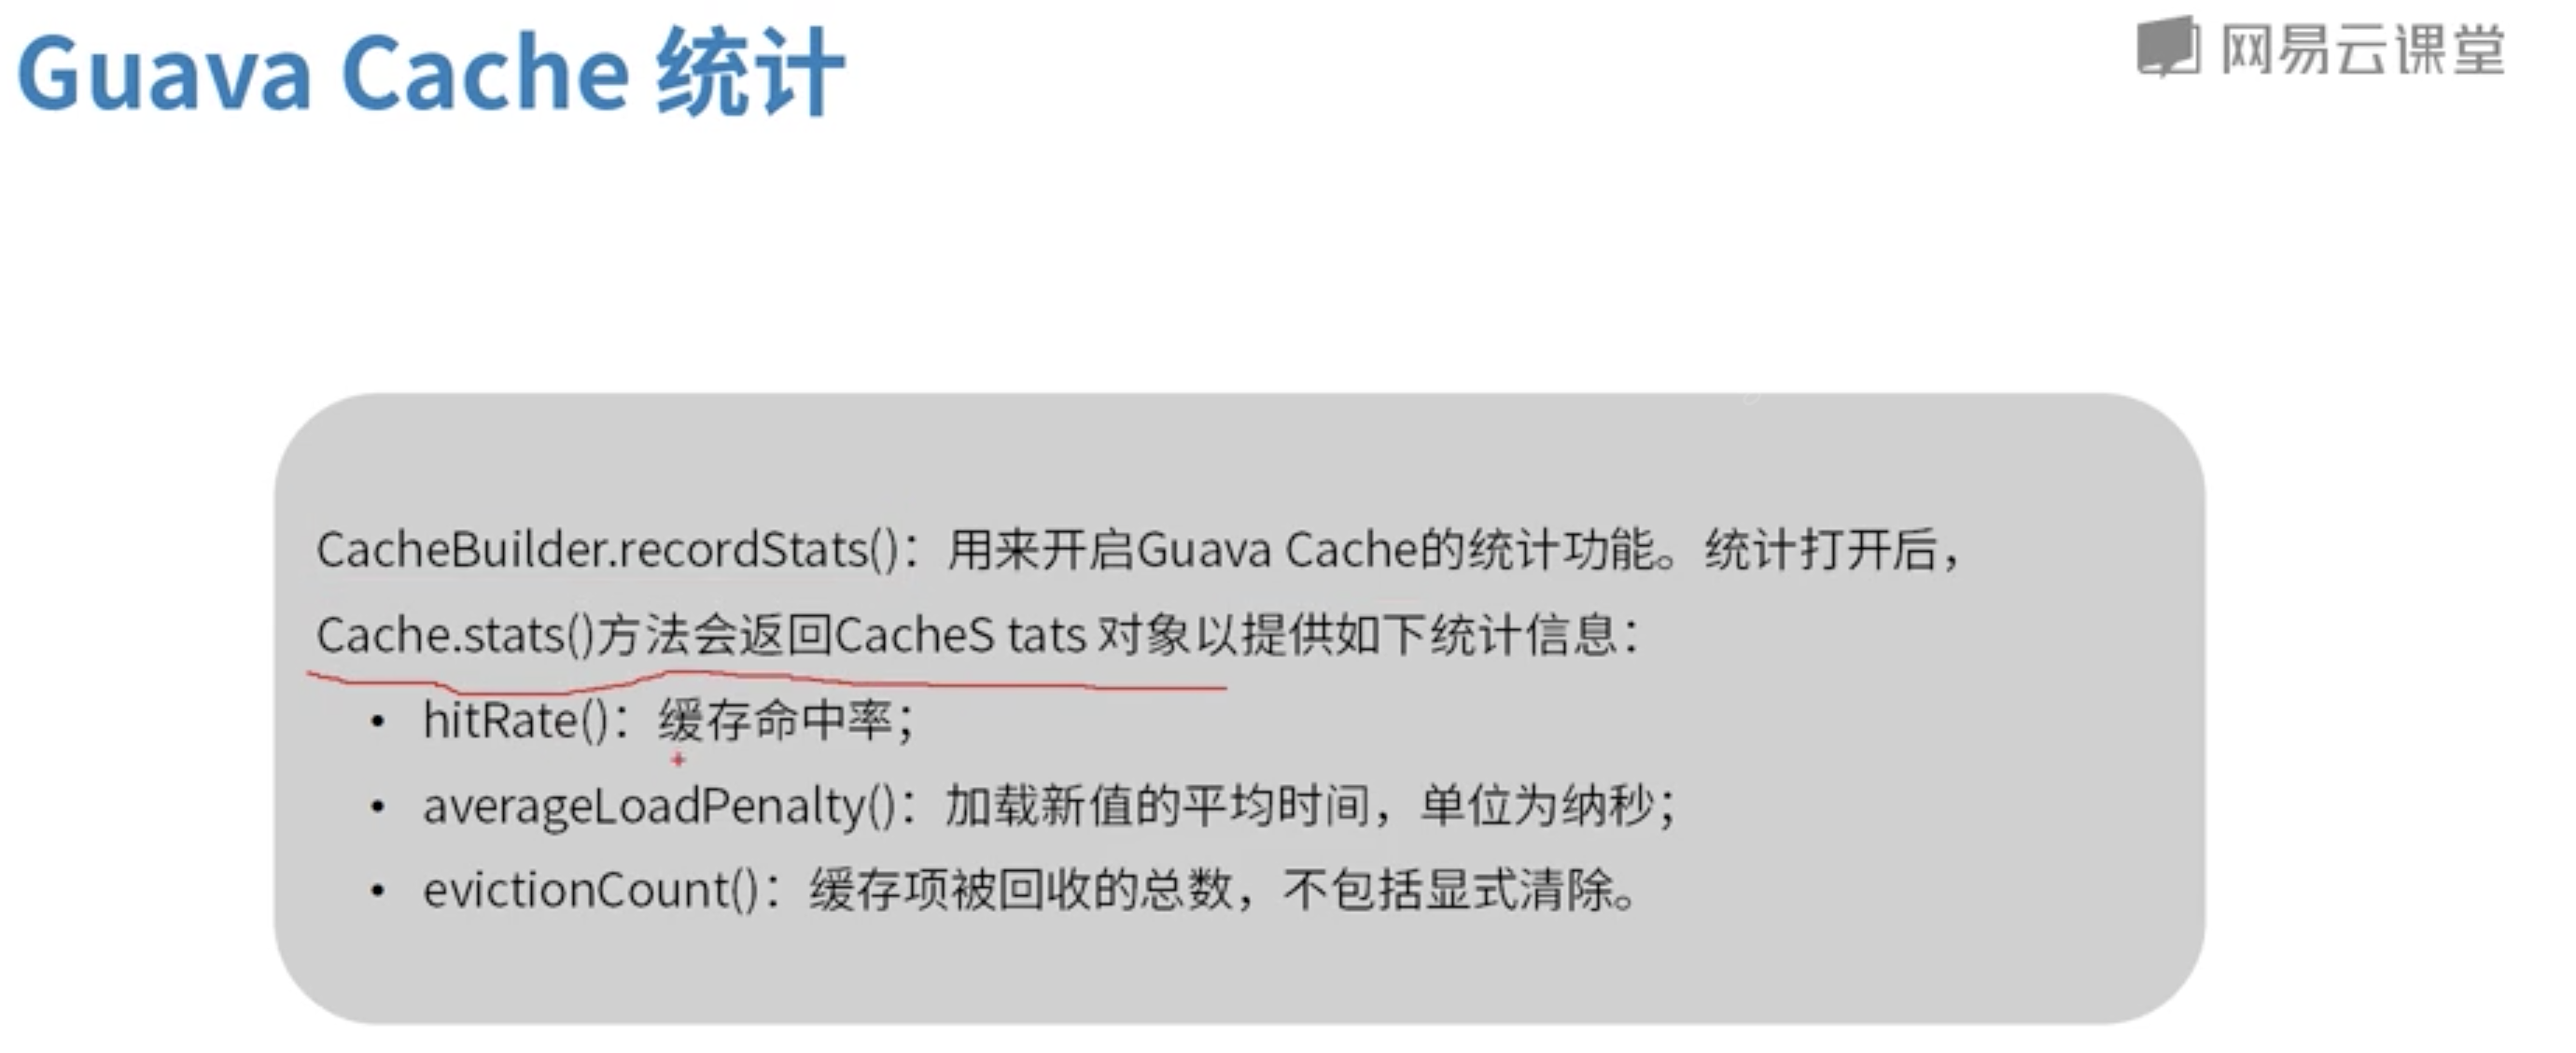 Guava Cache 统计
网易云课堂
CacheBuilder.recordStats()：用来开启Guava Cache的统计功能。统计打开后，
Cache.stats()方法会返回CacheS tats 对象以提供如下统计信息：
• hitRate()：缓存命中率；
• averageLoadPenalty()：加载新值的平均时间，单位为纳秒；
• evictionCount()：缓存项被回收的总数，不包括显式清除。